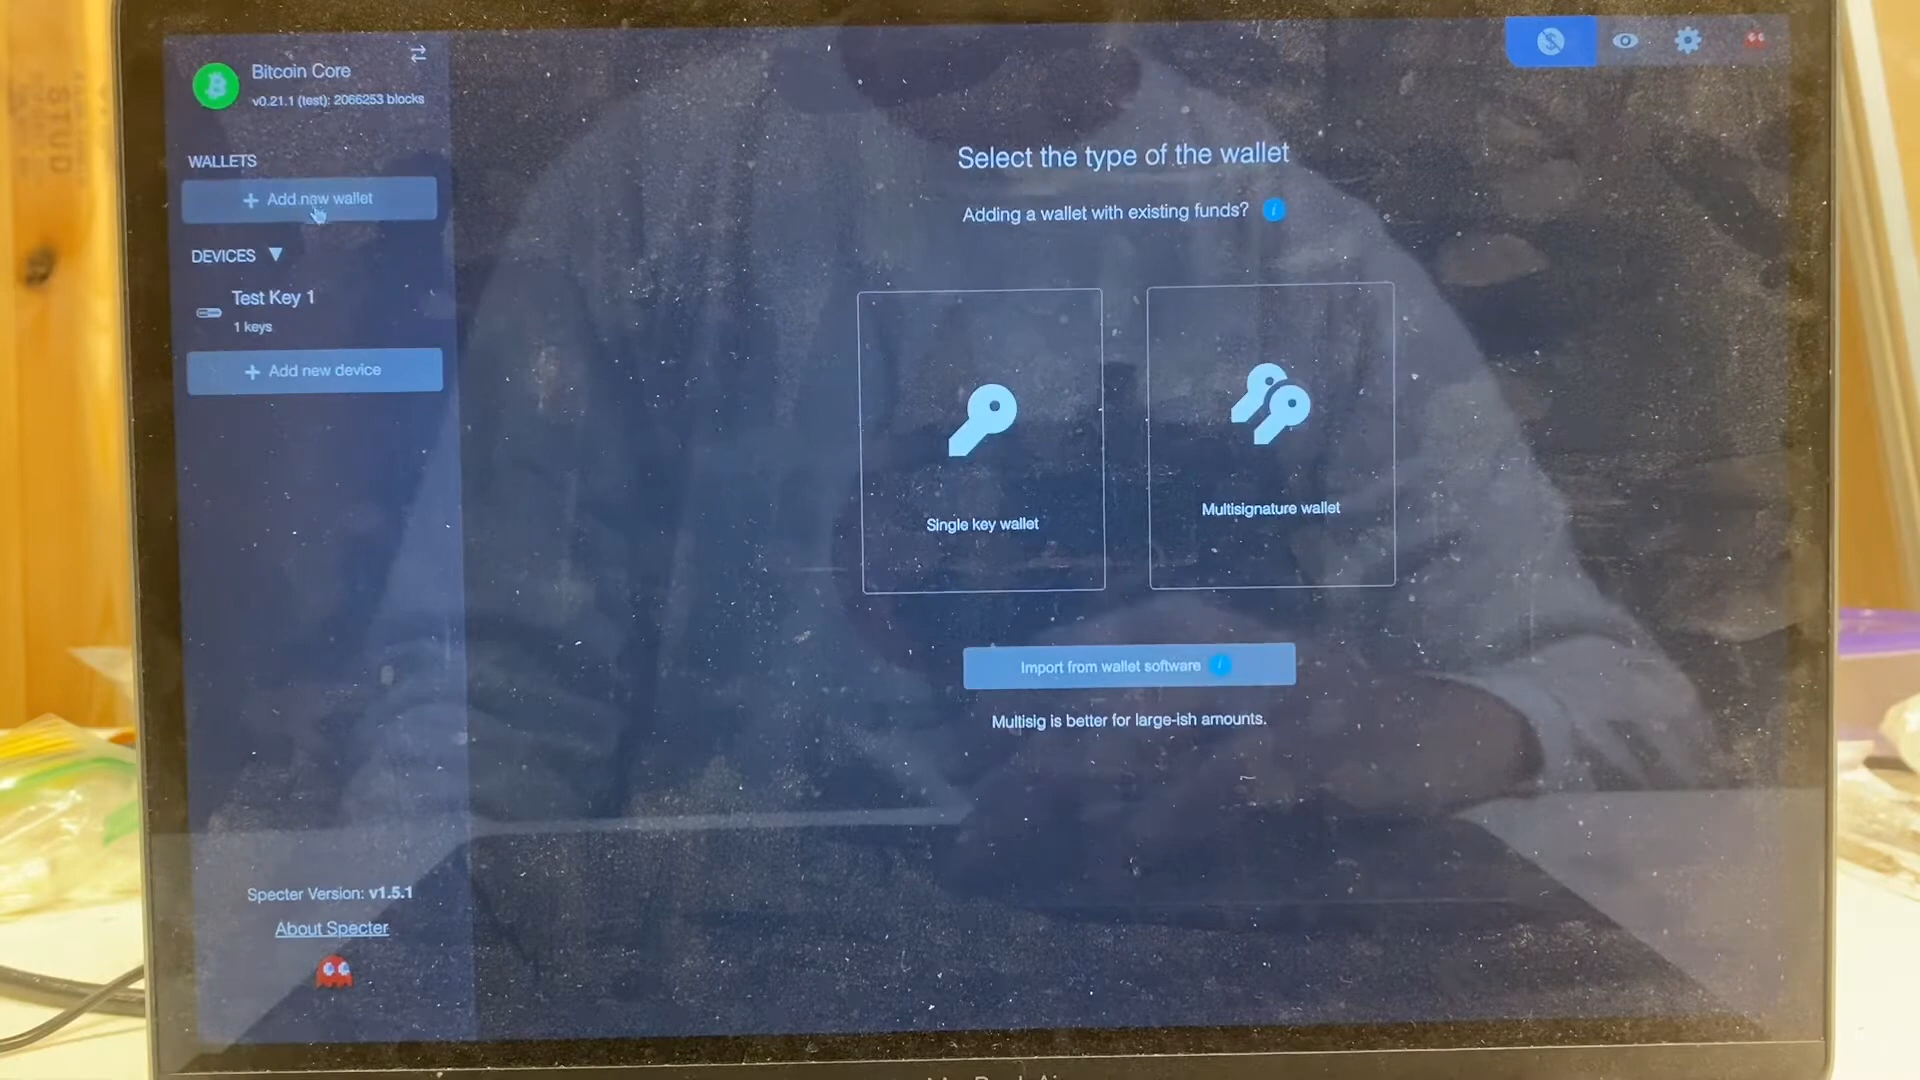 Bitcoin Core
v0.21.1 (test): 2066253 blocks
WALLETS
+ Add new wallet
DEVICES ▼
Test Key 1
1 keys
+ Add new device
Specter Version: v1.5.1
About Specter
Select the type of the wallet
Adding a wallet with existing funds? i
Single key wallet
Multisignature wallet
Import from wallet software i
Multisig is better for large-ish amounts.
STUD